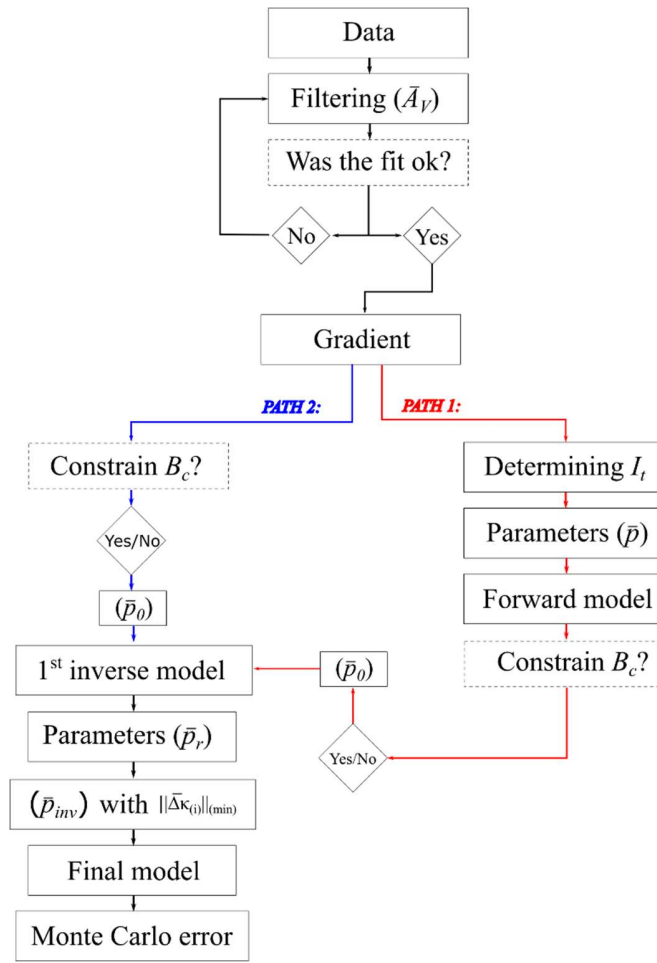 Data
Filtering (Ā_V)
Was the fit ok?
No
Yes
Gradient
PATH 2:
PATH 1:
Constrain B_c?
Determining I_t
Yes/No
Parameters (p̄)
(p̄_0)
Forward model
1st inverse model
(p̄_0)
Constrain B_c?
Parameters (p̄_r)
Yes/No
(p̄_inv) with ||Δ̄κ_(i)||_(min)
Final model
Monte Carlo error